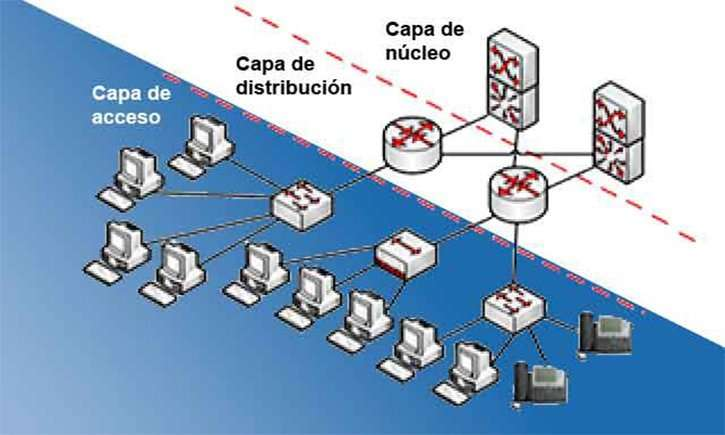 Capa de
núcleo
Capa de
distribución
Capa de
acceso